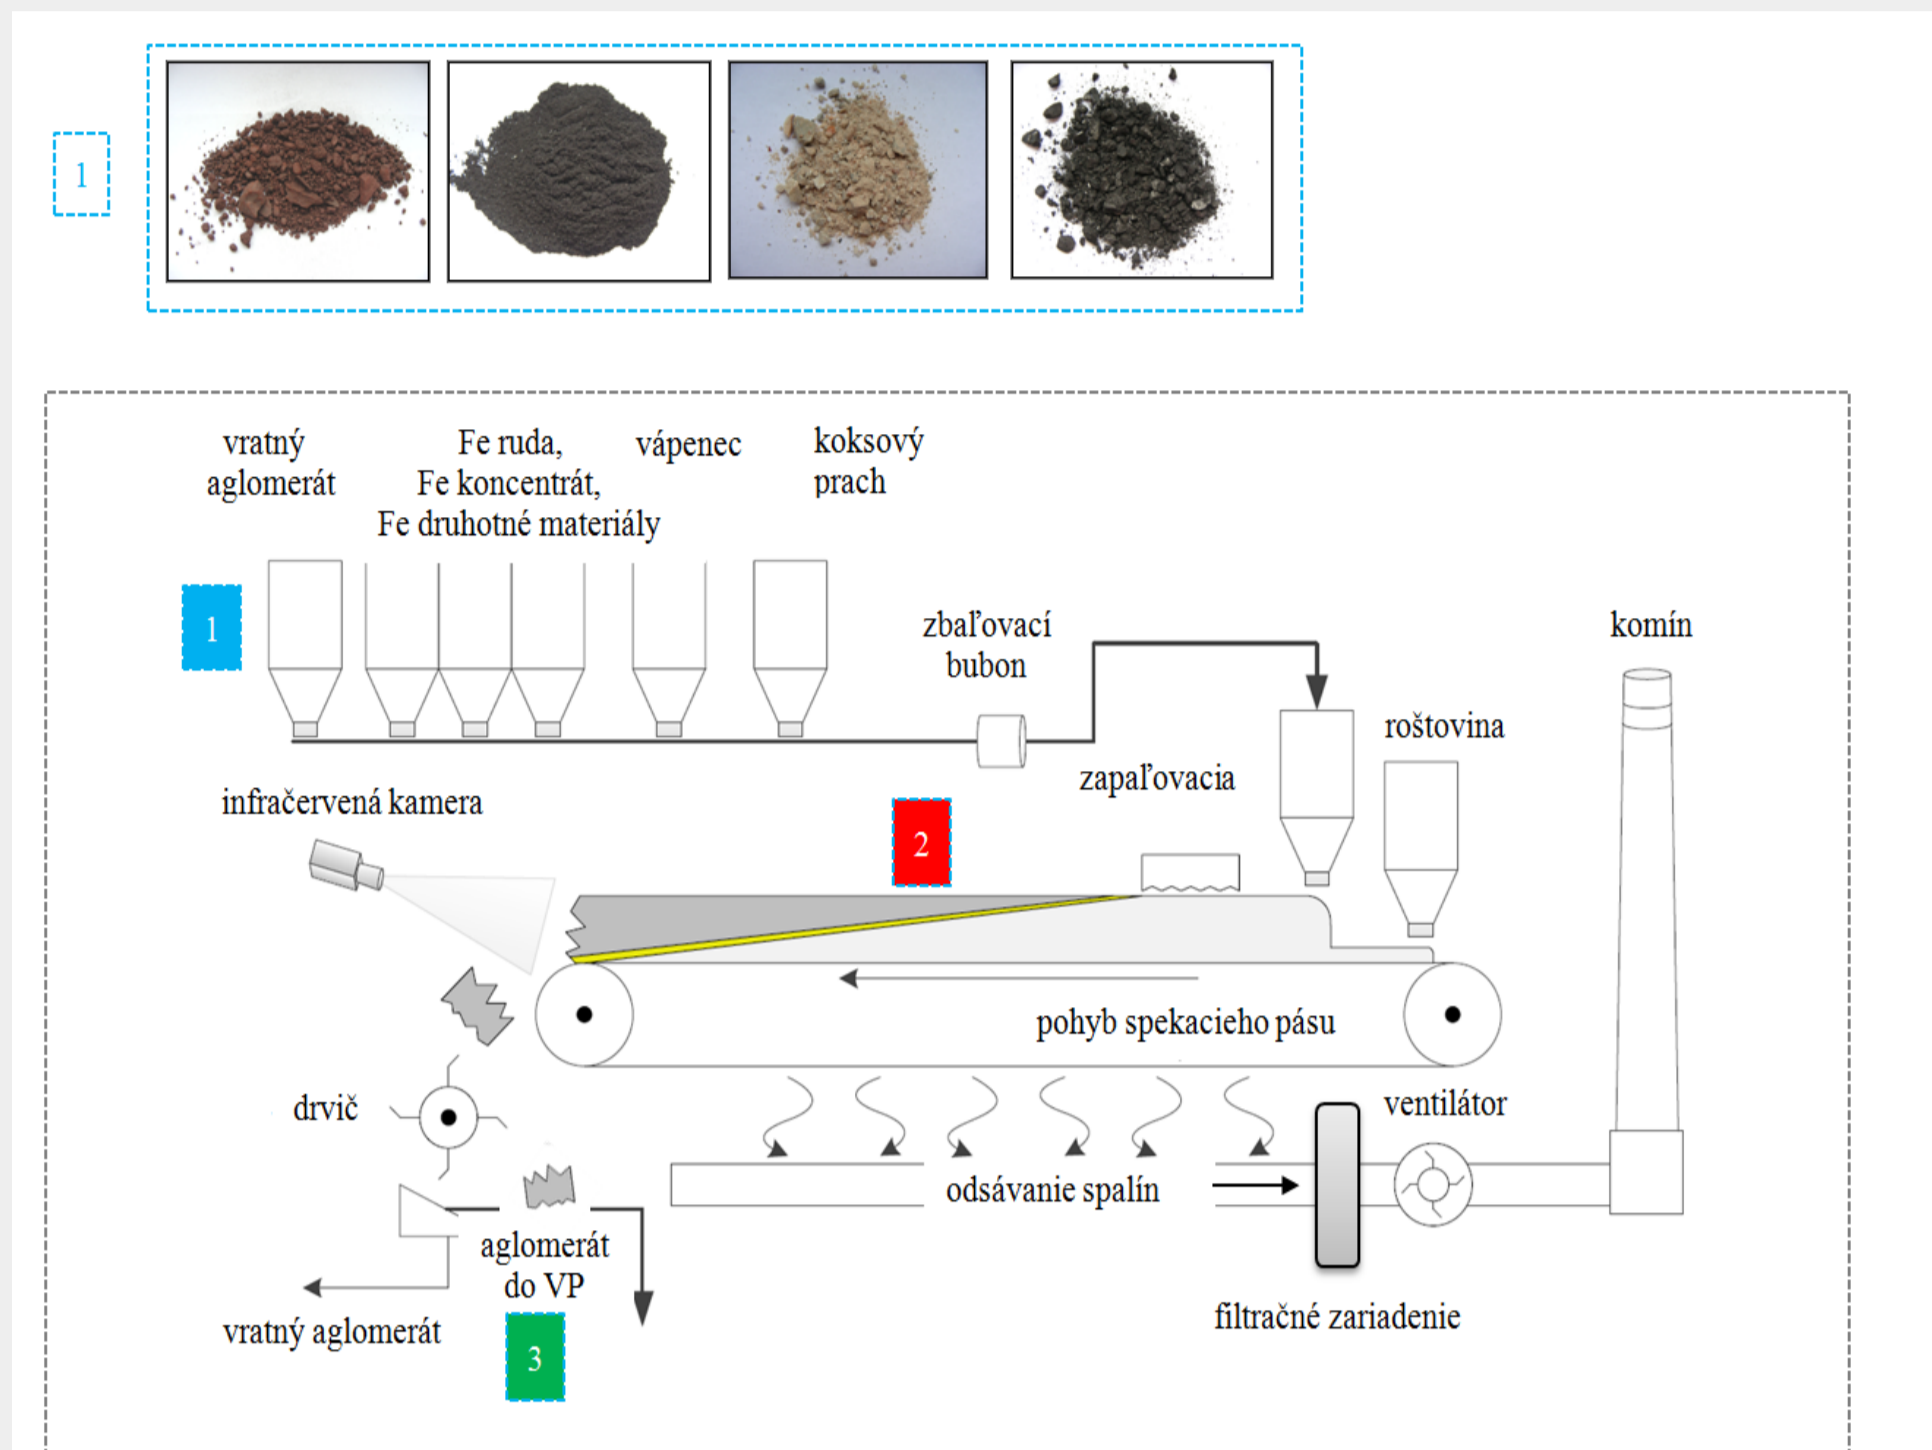 1
vratný
aglomerát
Fe ruda,
Fe koncentrát,
Fe druhotné materiály
vápenec
koksový
prach
1
zbaľovací
bubon
komín
roštovina
zapaľovacia
infračervená kamera
2
pohyb spekacieho pásu
drvič
ventilátor
odsávanie spalín
aglomerát
do VP
vratný aglomerát
filtračné zariadenie
3